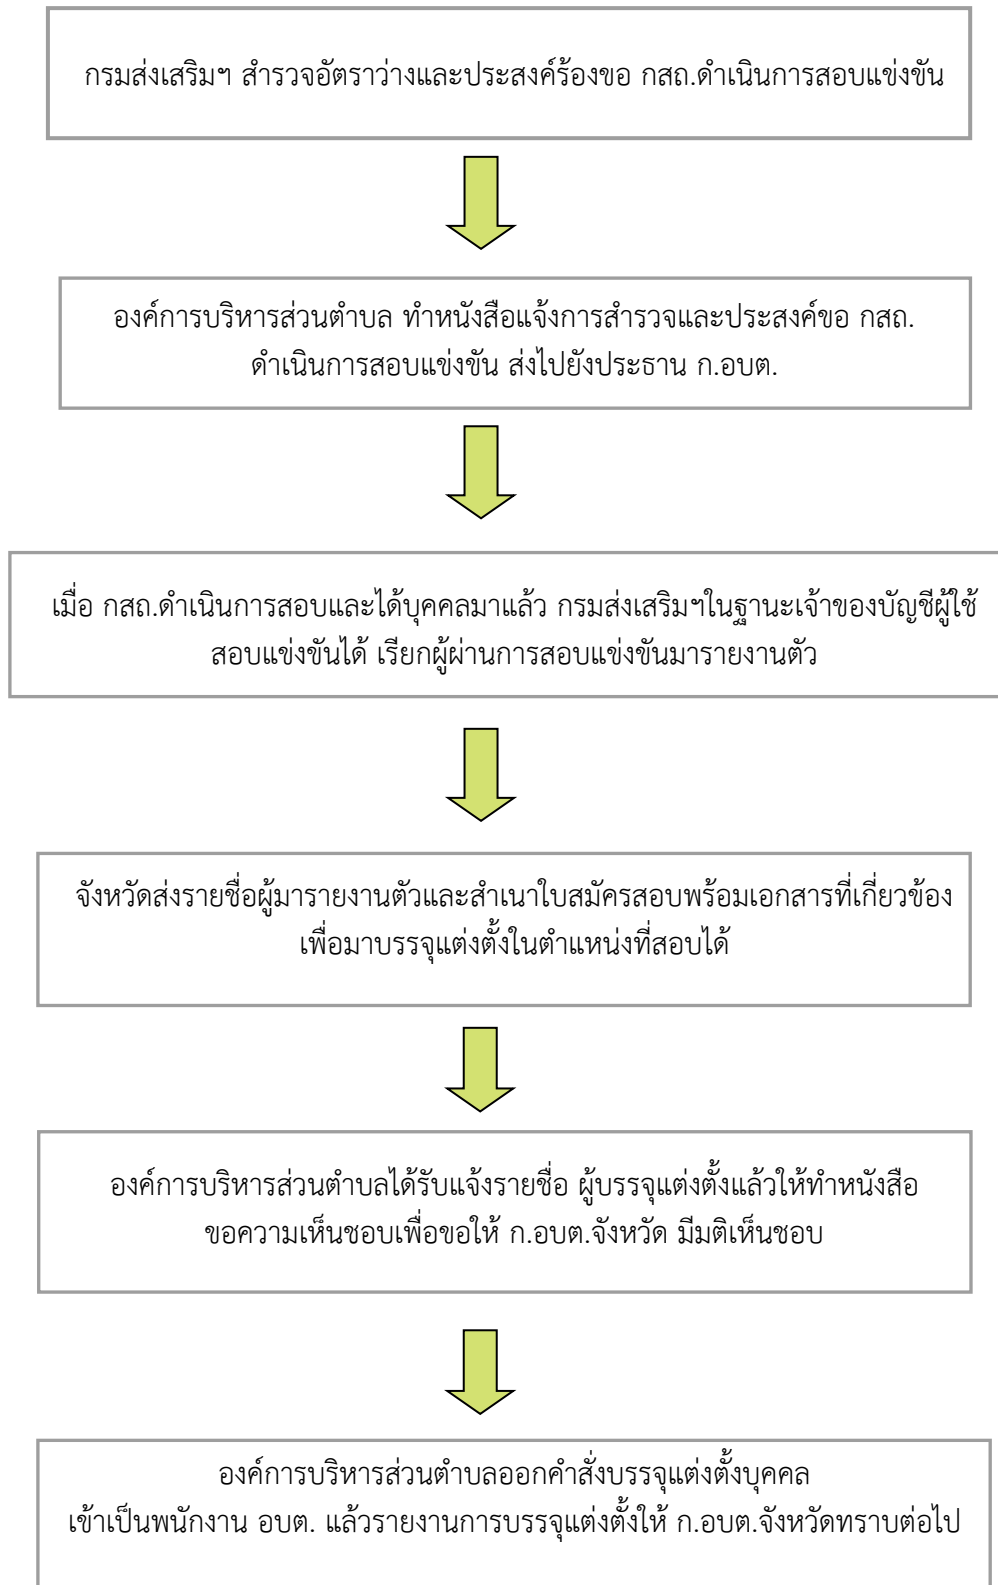 กรมส่งเสริมฯ สำรวจอัตราว่างและประสงค์ร้องขอ กสถ.ดำเนินการสอบแข่งขัน
องค์การบริหารส่วนตำบล ทำหนังสือแจ้งการสำรวจและประสงค์ขอ กสถ.
ดำเนินการสอบแข่งขัน ส่งไปยังประธาน ก.อบต.
เมื่อ กสถ.ดำเนินการสอบและได้บุคคลมาแล้ว กรมส่งเสริมฯในฐานะเจ้าของบัญชีผู้ใช้
สอบแข่งขันได้ เรียกผู้ผ่านการสอบแข่งขันมารายงานตัว
จังหวัดส่งรายชื่อผู้มารายงานตัวและสำเนาใบสมัครสอบพร้อมเอกสารที่เกี่ยวข้อง
เพื่อมาบรรจุแต่งตั้งในตำแหน่งที่สอบได้
องค์การบริหารส่วนตำบลได้รับแจ้งรายชื่อ ผู้บรรจุแต่งตั้งแล้วให้ทำหนังสือ
ขอความเห็นชอบเพื่อขอให้ ก.อบต.จังหวัด มีมติเห็นชอบ
องค์การบริหารส่วนตำบลออกคำสั่งบรรจุแต่งตั้งบุคคล
เข้าเป็นพนักงาน อบต. แล้วรายงานการบรรจุแต่งตั้งให้ ก.อบต.จังหวัดทราบต่อไป